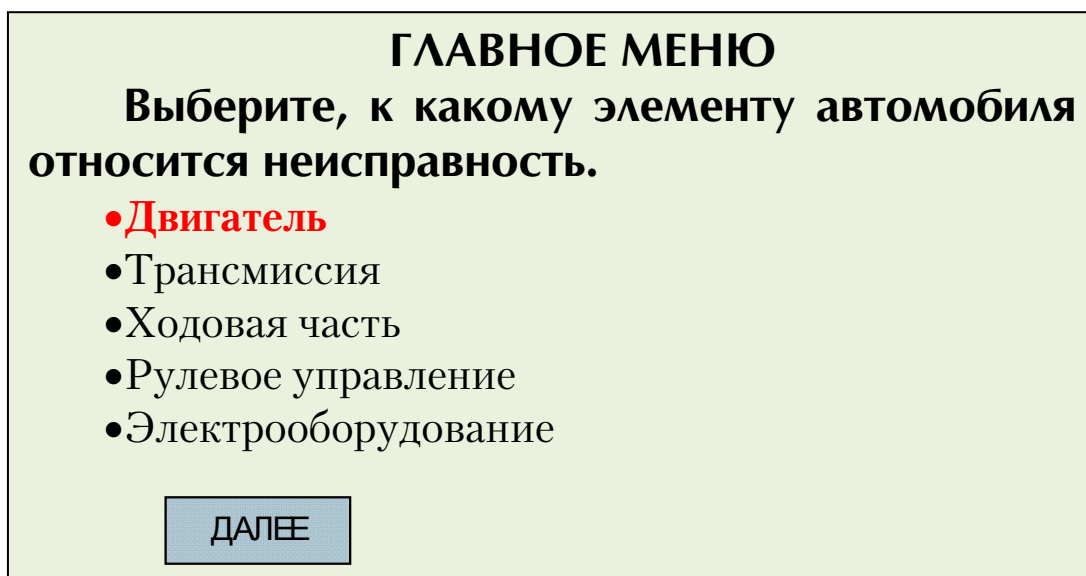 ГЛАВНОЕ МЕНЮ
Выберите, к какому элементу автомобиля
относится неисправность.
•Двигатель
•Трансмиссия
•Ходовая часть
•Рулевое управление
•Электрооборудование
ДАЛЕЕ